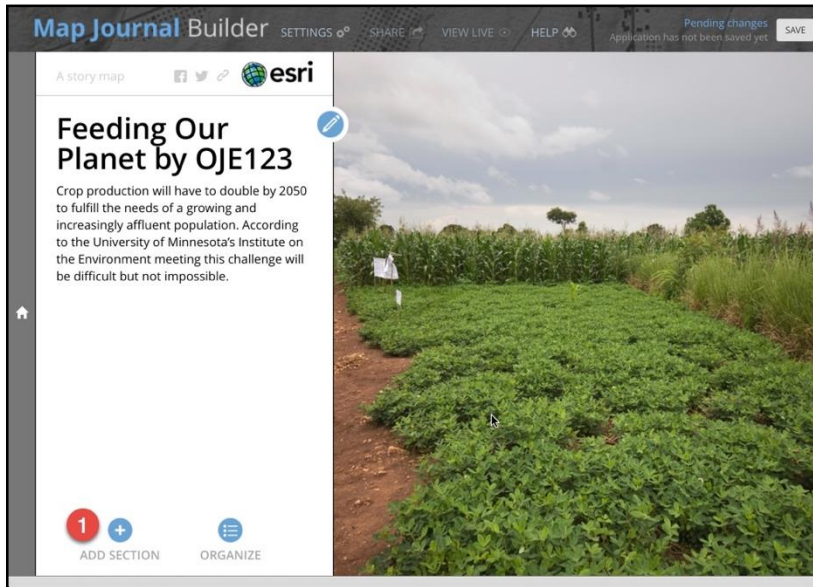 Map Journal Builder SETTINGS SHARE VIEW LIVE HELP Pending changes
Application has not been saved yet SAVE
A story map esri
Feeding Our
Planet by OJE123
Crop production will have to double by 2050
to fulfill the needs of a growing and
increasingly affluent population. According
to the University of Minnesota's Institute on
the Environment meeting this challenge will
be difficult but not impossible.
1
ADD SECTION ORGANIZE